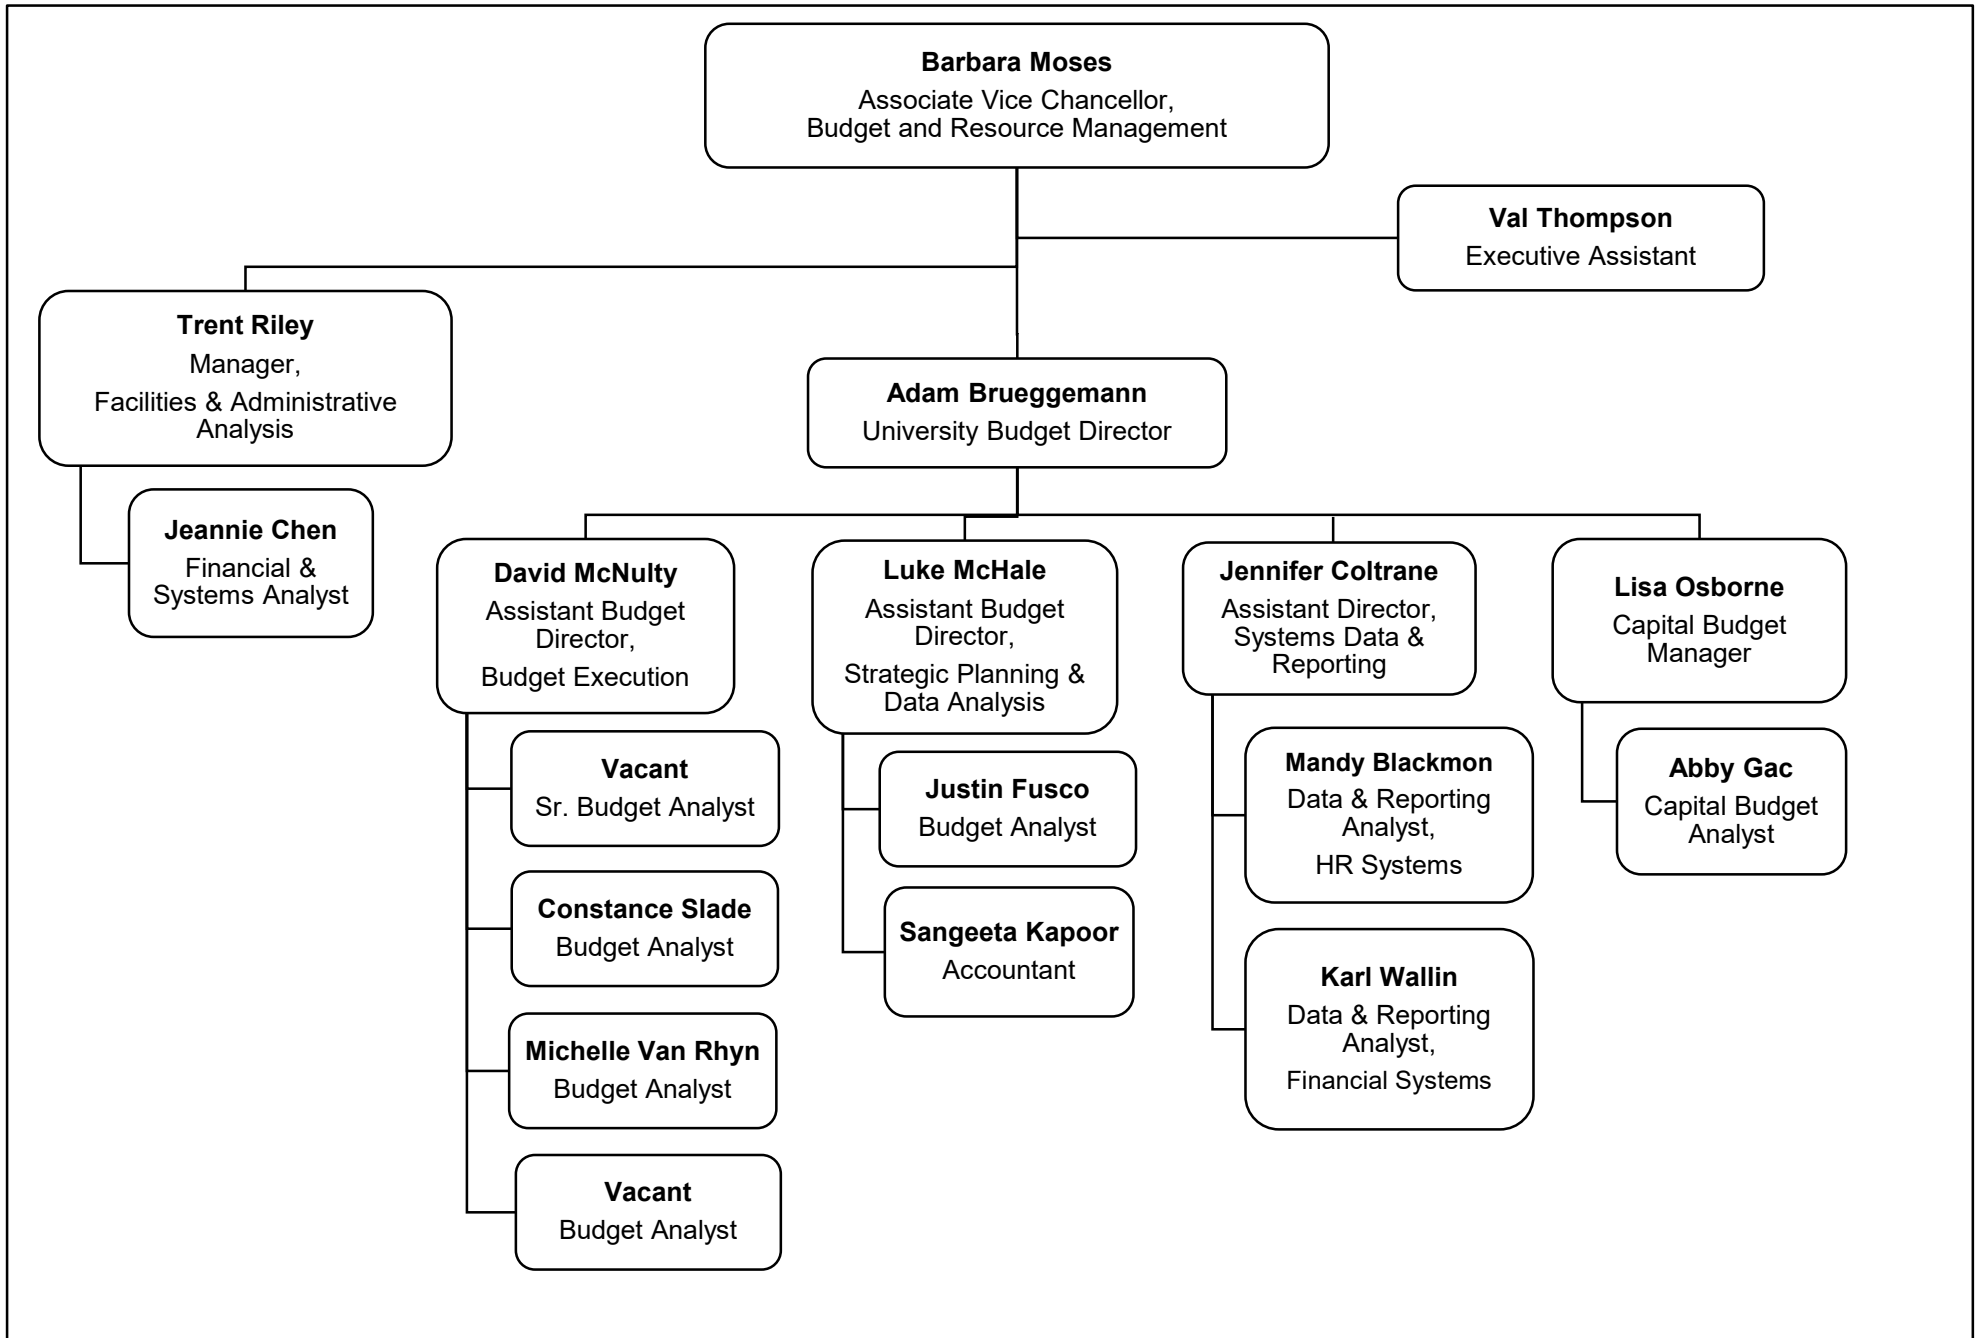 Barbara Moses
Associate Vice Chancellor,
Budget and Resource Management
Val Thompson
Executive Assistant
Trent Riley
Manager,
Facilities & Administrative
Analysis
Adam Brueggemann
University Budget Director
Jeannie Chen
Financial &
Systems Analyst
David McNulty
Assistant Budget
Director,
Budget Execution
Luke McHale
Assistant Budget
Director,
Strategic Planning &
Data Analysis
Jennifer Coltrane
Assistant Director,
Systems Data &
Reporting
Lisa Osborne
Capital Budget
Manager
Vacant
Sr. Budget Analyst
Constance Slade
Budget Analyst
Michelle Van Rhyn
Budget Analyst
Vacant
Budget Analyst
Justin Fusco
Budget Analyst
Sangeeta Kapoor
Accountant
Mandy Blackmon
Data & Reporting
Analyst,
HR Systems
Karl Wallin
Data & Reporting
Analyst,
Financial Systems
Abby Gac
Capital Budget
Analyst